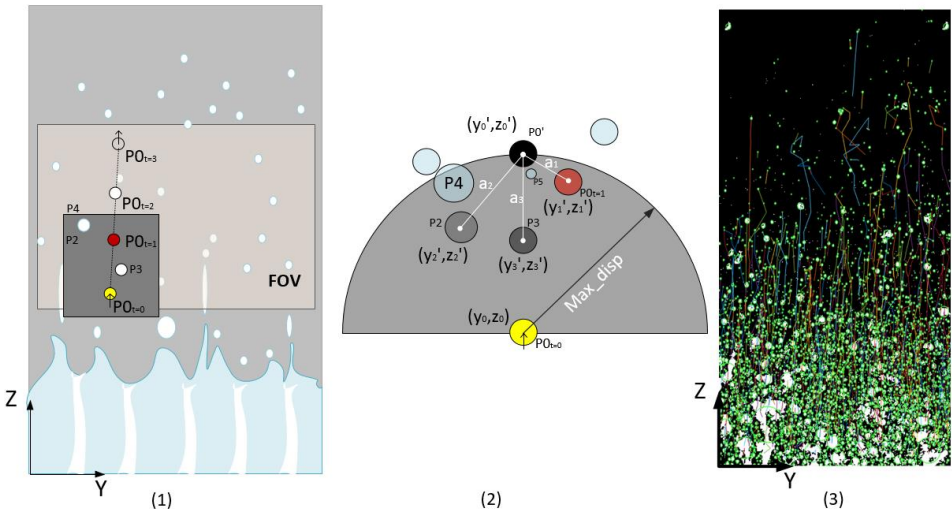 P0t=3
P0t=2
P4
P2
P0t=1
P3
FOV
P0t=0
Z
Y
(1)
(y0',z0')
P0'
a1
P4
a2
P5
a3
P0t=1
(y1',z1')
P2
P3
(y2',z2')
(y3',z3')
Max_disp
(y0,z0)
P0t=0
(2)
Z
Y
(3)